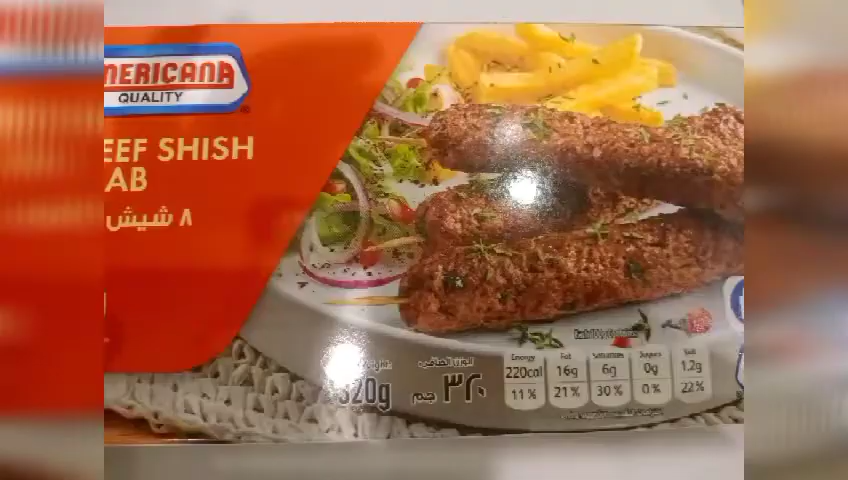 MERICANA
QUALITY
EEF SHISH
AB
٨ شيش
الوزن الصافي:
320g
٣٢٠ جم
Energy Fat Saturates Sugars Salt
220cal 16g 6g 0g 1,2g
11% 21% 30% 0% 22%